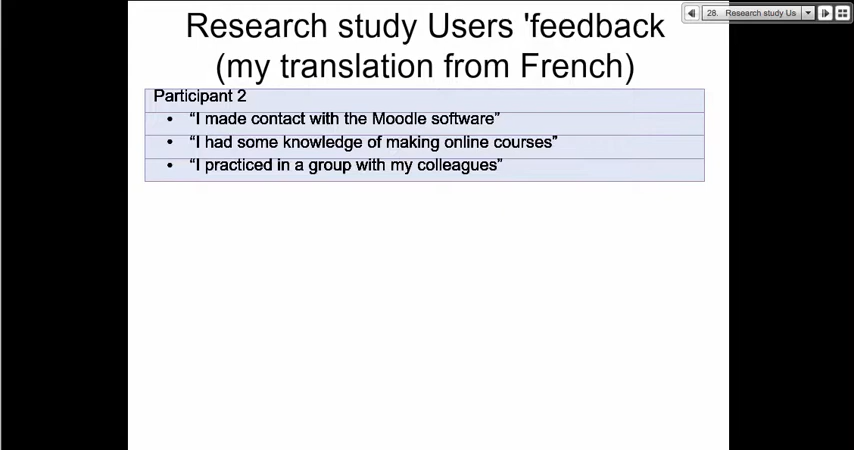 Research study Users 'feedback
(my translation from French)
28. Research study Us
Participant 2
• “I made contact with the Moodle software”
• “I had some knowledge of making online courses”
• “I practiced in a group with my colleagues”